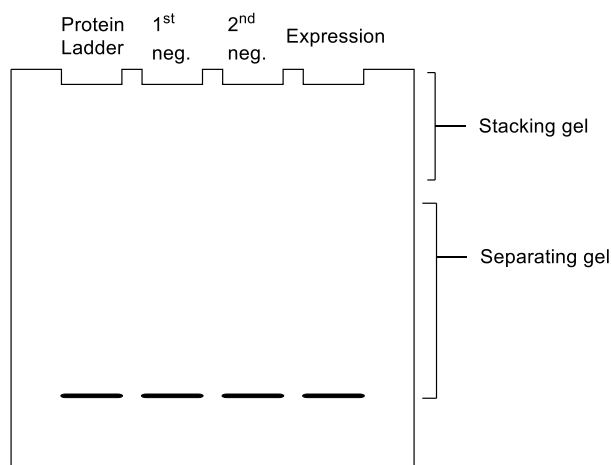 Protein
Ladder
1st
neg.
2nd
neg.
Expression
Stacking gel
Separating gel